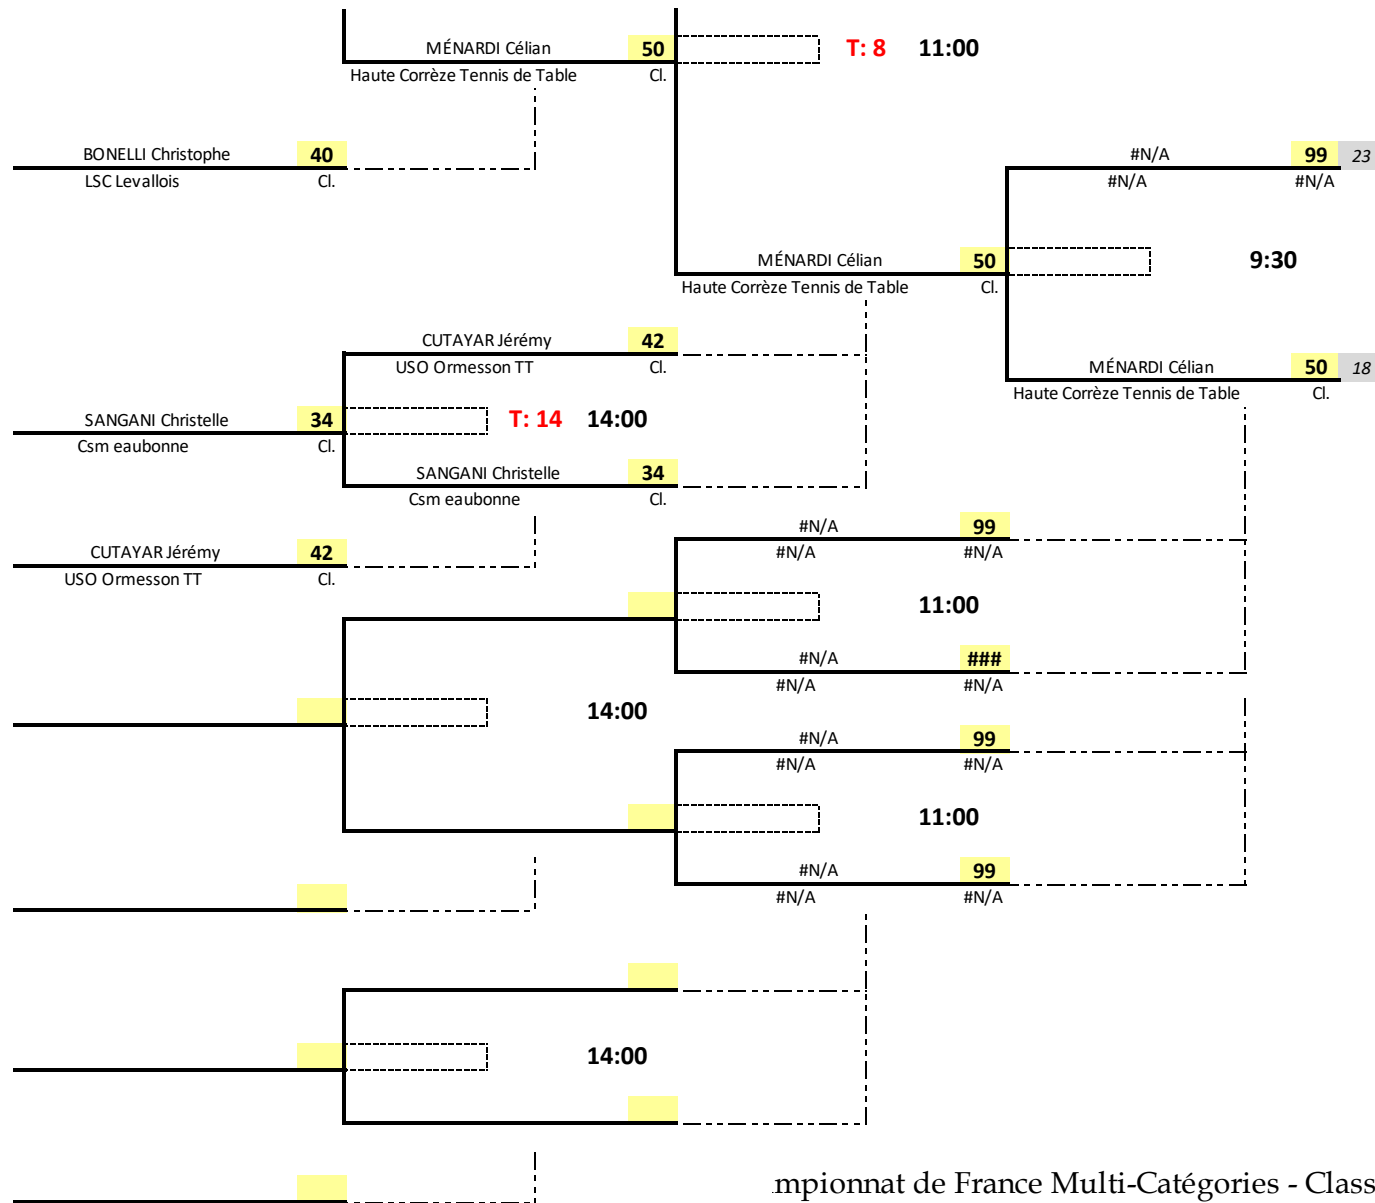 MÉNARDI Célian 50 T: 8 11:00
Haute Corrèze Tennis de Table Cl.
BONELLI Christophe 40 #N/A 99 23
LSC Levallois Cl. #N/A #N/A
MÉNARDI Célian 50 9:30
Haute Corrèze Tennis de Table Cl.
CUTAYAR Jérémy 42
USO Ormesson TT Cl. MÉNARDI Célian 50 18
Haute Corrèze Tennis de Table Cl.
SANGANI Christelle 34 T: 14 14:00
Csm eaubonne Cl.
SANGANI Christelle 34
Csm eaubonne Cl.
#N/A 99
CUTAYAR Jérémy 42 #N/A #N/A
USO Ormesson TT Cl.
11:00
#N/A ###
#N/A #N/A
14:00
#N/A 99
#N/A #N/A
11:00
#N/A 99
#N/A #N/A
14:00
mpionnat de France Multi-Catégories - Class